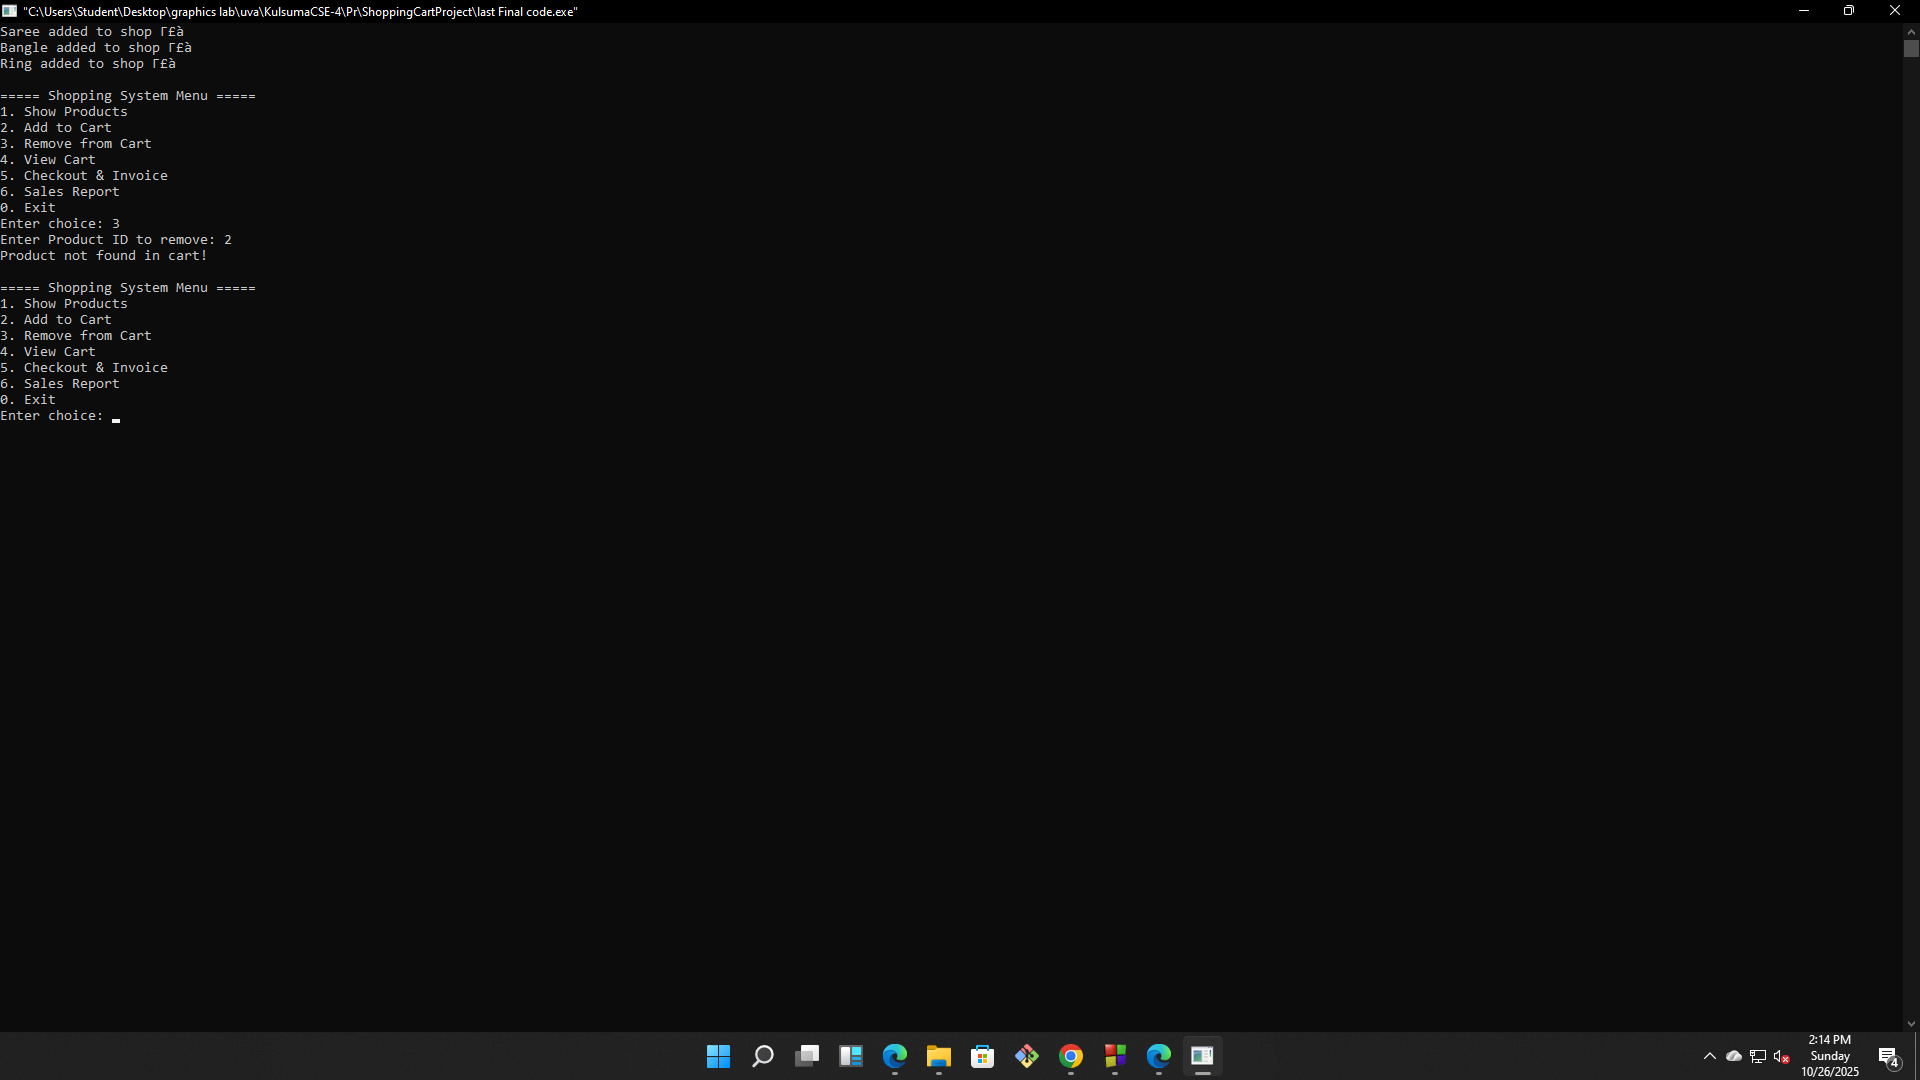 "C:\Users\Student\Desktop\graphics lab\uva\KulsumaCSE-4\Pr\ShoppingCartProject\last Final code.exe"
Saree added to shop Γ£à
Bangle added to shop Γ£à
Ring added to shop Γ£à
===== Shopping System Menu =====
1. Show Products
2. Add to Cart
3. Remove from Cart
4. View Cart
5. Checkout & Invoice
6. Sales Report
0. Exit
Enter choice: 3
Enter Product ID to remove: 2
Product not found in cart!
===== Shopping System Menu =====
1. Show Products
2. Add to Cart
3. Remove from Cart
4. View Cart
5. Checkout & Invoice
6. Sales Report
0. Exit
Enter choice:
2:14 PM
Sunday
10/26/2025
4